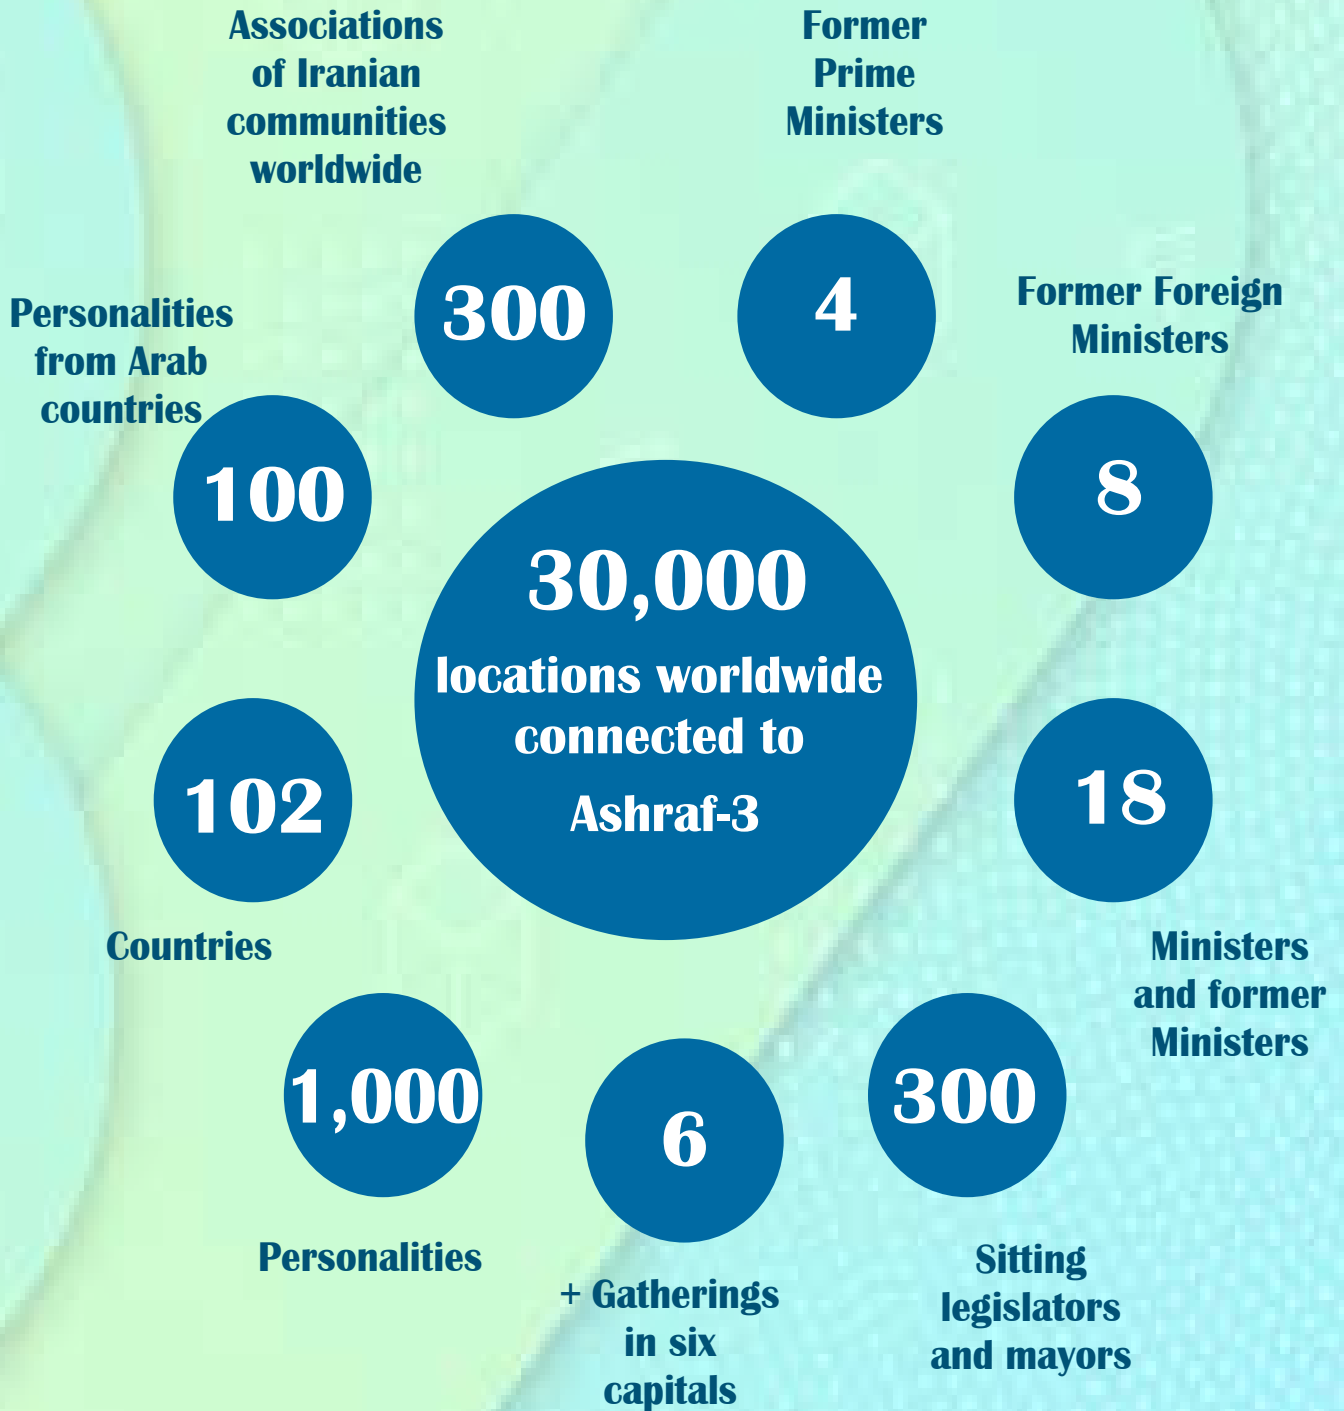 Associations
of Iranian
communities
worldwide
300
Former
Prime
Ministers
4
Former Foreign
Ministers
8
Personalities
from Arab
countries
100
30,000
locations worldwide
connected to
Ashraf-3
102
Countries
18
Ministers
and former
Ministers
1,000
Personalities
6
+ Gatherings
in six
capitals
300
Sitting
legislators
and mayors